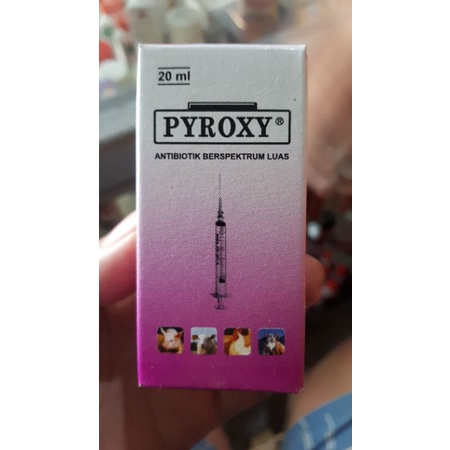 20 ml
PYROXY®
ANTIBIOTIK BERSPEKTRUM LUAS